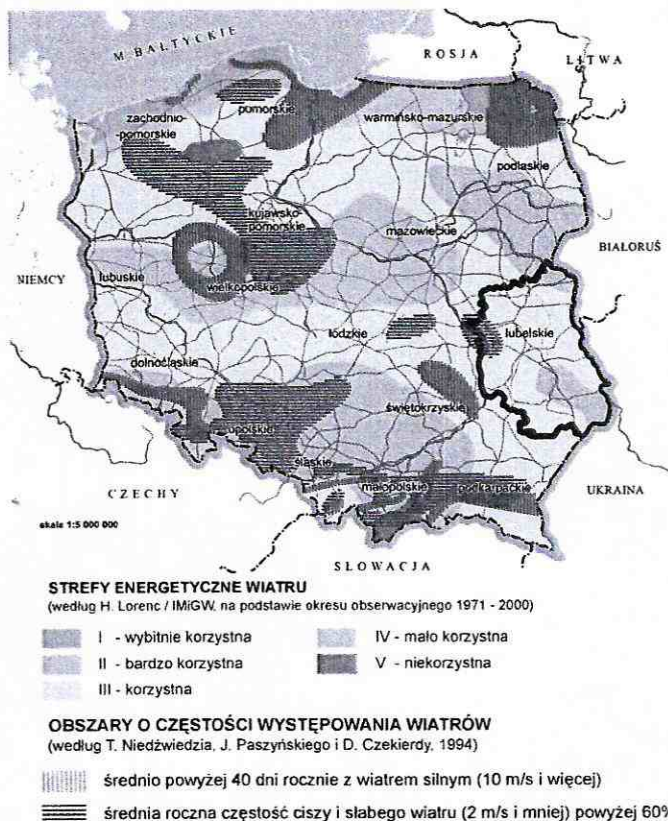 M. BAŁTYCKIE
ROSJA
LITWA
pomorskie
zachodnio-
-pomorskie
warmińsko-mazurskie
podlaskie
kujawsko-
pomorskie
mazowieckie
BIAŁORUŚ
NIEMCY
lubuskie
wielkopolskie
łódzkie
lubelskie
dolnośląskie
świętokrzyskie
opolskie
śląskie
małopolskie
podkarpackie
CZECHY
UKRAINA
skala 1:5 000 000
SŁOWACJA
STREFY ENERGETYCZNE WIATRU
(według H. Lorenc / IMiGW, na podstawie okresu obserwacyjnego 1971 - 2000)
I - wybitnie korzystna
IV - mało korzystna
II - bardzo korzystna
V - niekorzystna
III - korzystna
OBSZARY O CZĘSTOŚCI WYSTĘPOWANIA WIATRÓW
(według T. Niedźwiedzia, J. Paszyńskiego i D. Czekierdy, 1994)
średnio powyżej 40 dni rocznie z wiatrem silnym (10 m/s i więcej)
średnia roczna częstość ciszy i słabego wiatru (2 m/s i mniej) powyżej 60%